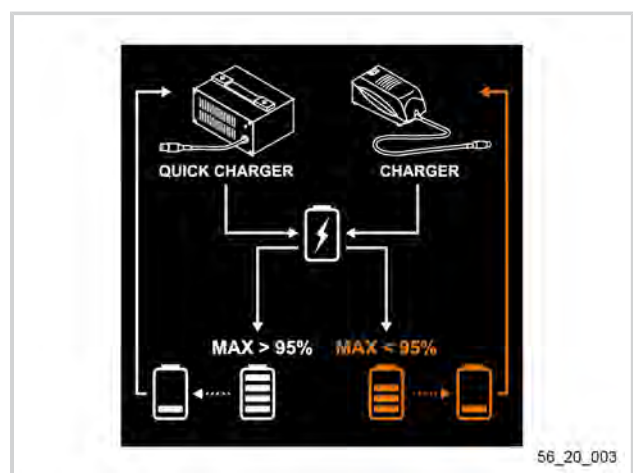 QUICK CHARGER
CHARGER
MAX > 95%
MAX < 95%
56_20_003